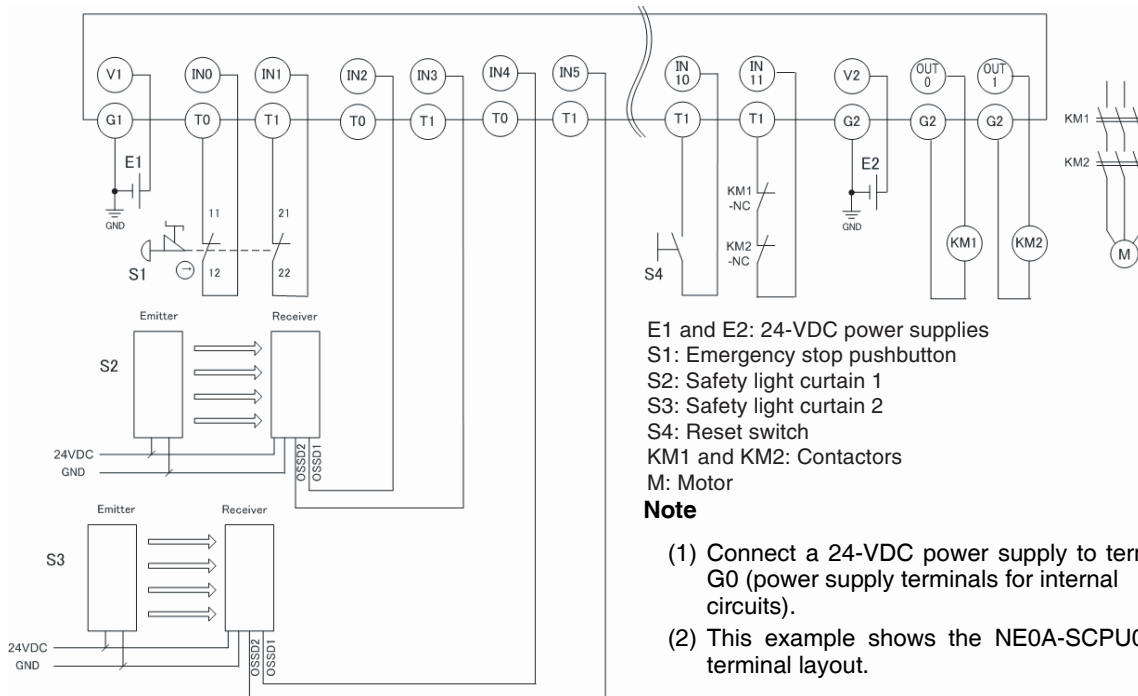 V1 IN0 IN1 IN2 IN3 IN4 IN5 IN 10 IN 11 V2 OUT 0 OUT 1
G1 T0 T1 T0 T1 T0 T1 T1 T1 G2 G2 G2
KM1
KM2
M
E1
GND
11
21
S1
12
22
KM1
-NC
KM2
-NC
S4
E2
GND
KM1
KM2
Emitter
Receiver
S2
24VDC
GND
OSSD2
OSSD1
Emitter
Receiver
S3
24VDC
GND
OSSD2
OSSD1
E1 and E2: 24-VDC power supplies
S1: Emergency stop pushbutton
S2: Safety light curtain 1
S3: Safety light curtain 2
S4: Reset switch
KM1 and KM2: Contactors
M: Motor
Note
(1) Connect a 24-VDC power supply to
G0 (power supply terminals for internal
circuits).
(2) This example shows the
terminal layout.